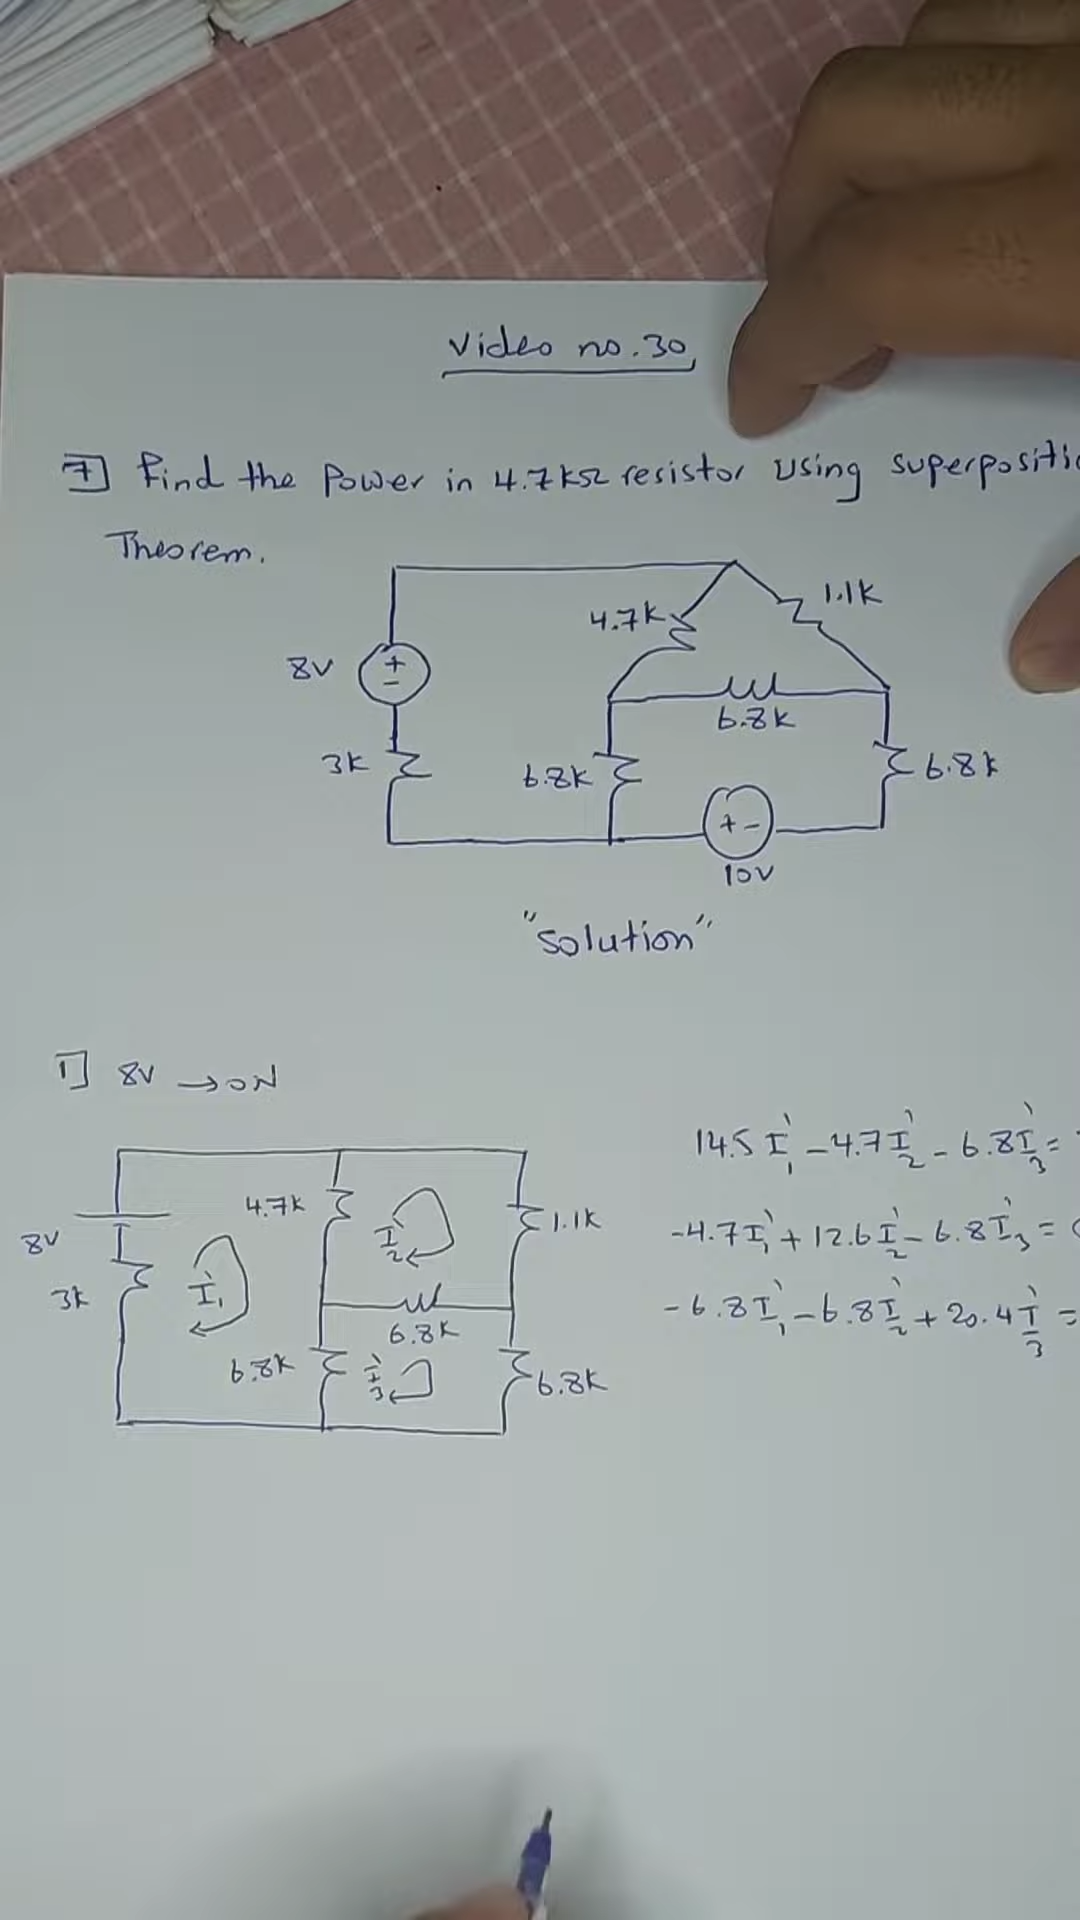 Video no.30
7 Find the Power in 4.7kΩ resistor using superpositio
Theorem.
1.1K
4.7K
8V
+
-
6.8K
3K
6.8K
6.8K
+ -
10V
"solution"
1 8V → ON
14.5 I₁' - 4.7 I₂' - 6.8 I₃' =
4.7K
I₂'
1.1K
-4.7 I₁' + 12.6 I₂' - 6.8 I₃' =
8V
3K
I₁'
-6.8 I₁' - 6.8 I₂' + 20.4 I₃' =
6.8K
6.8K
I₃'
6.8K